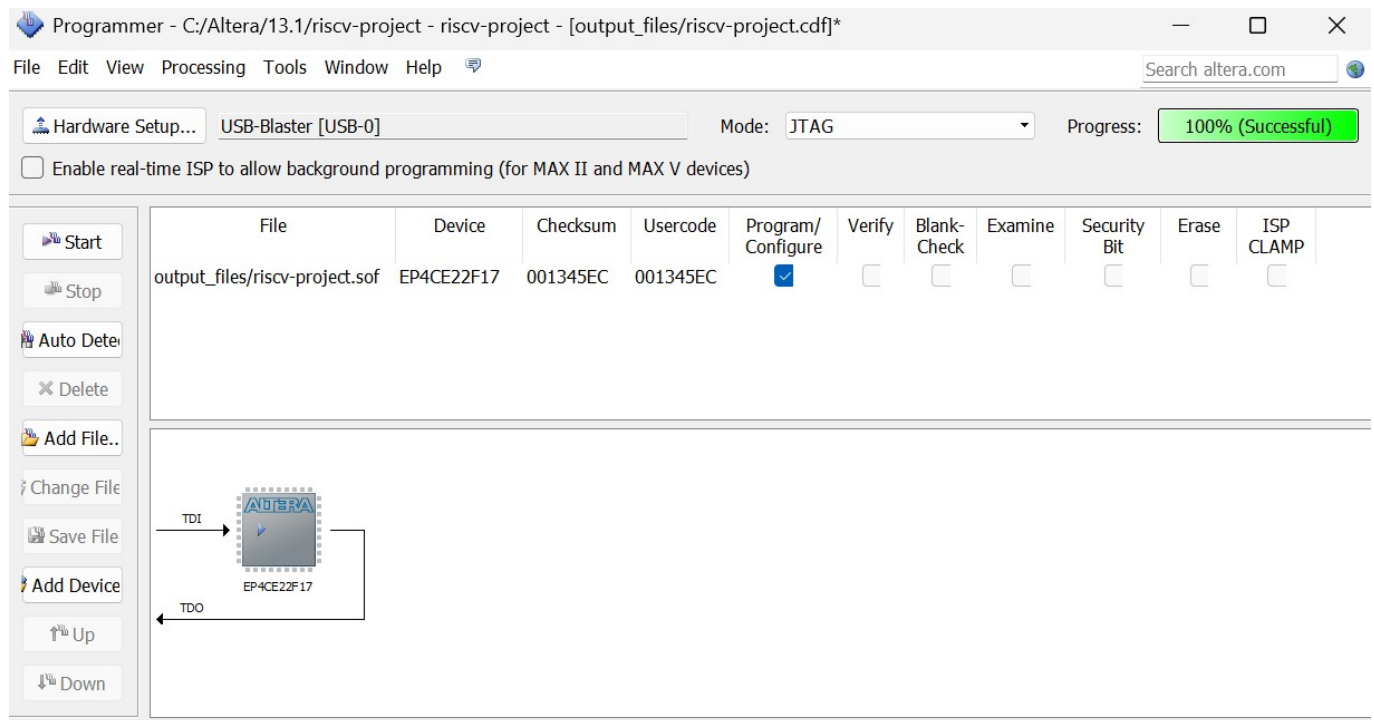 Programmer - C:/Altera/13.1/riscv-project - riscv-project - [output_files/riscv-project.cdf]*
File Edit View Processing Tools Window Help
Search altera.com
Hardware Setup... USB-Blaster [USB-0] Mode: JTAG Progress: 100% (Successful)
Enable real-time ISP to allow background programming (for MAX II and MAX V devices)
Start
Stop
Auto Dete
Delete
Add File..
Change File
Save File
Add Device
Up
Down
File Device Checksum Usercode Program/ Verify Blank- Examine Security Erase ISP
Configure Check Bit CLAMP
output_files/riscv-project.sof EP4CE22F17 001345EC 001345EC
ALTERA
TDI
EP4CE22F17
TDO